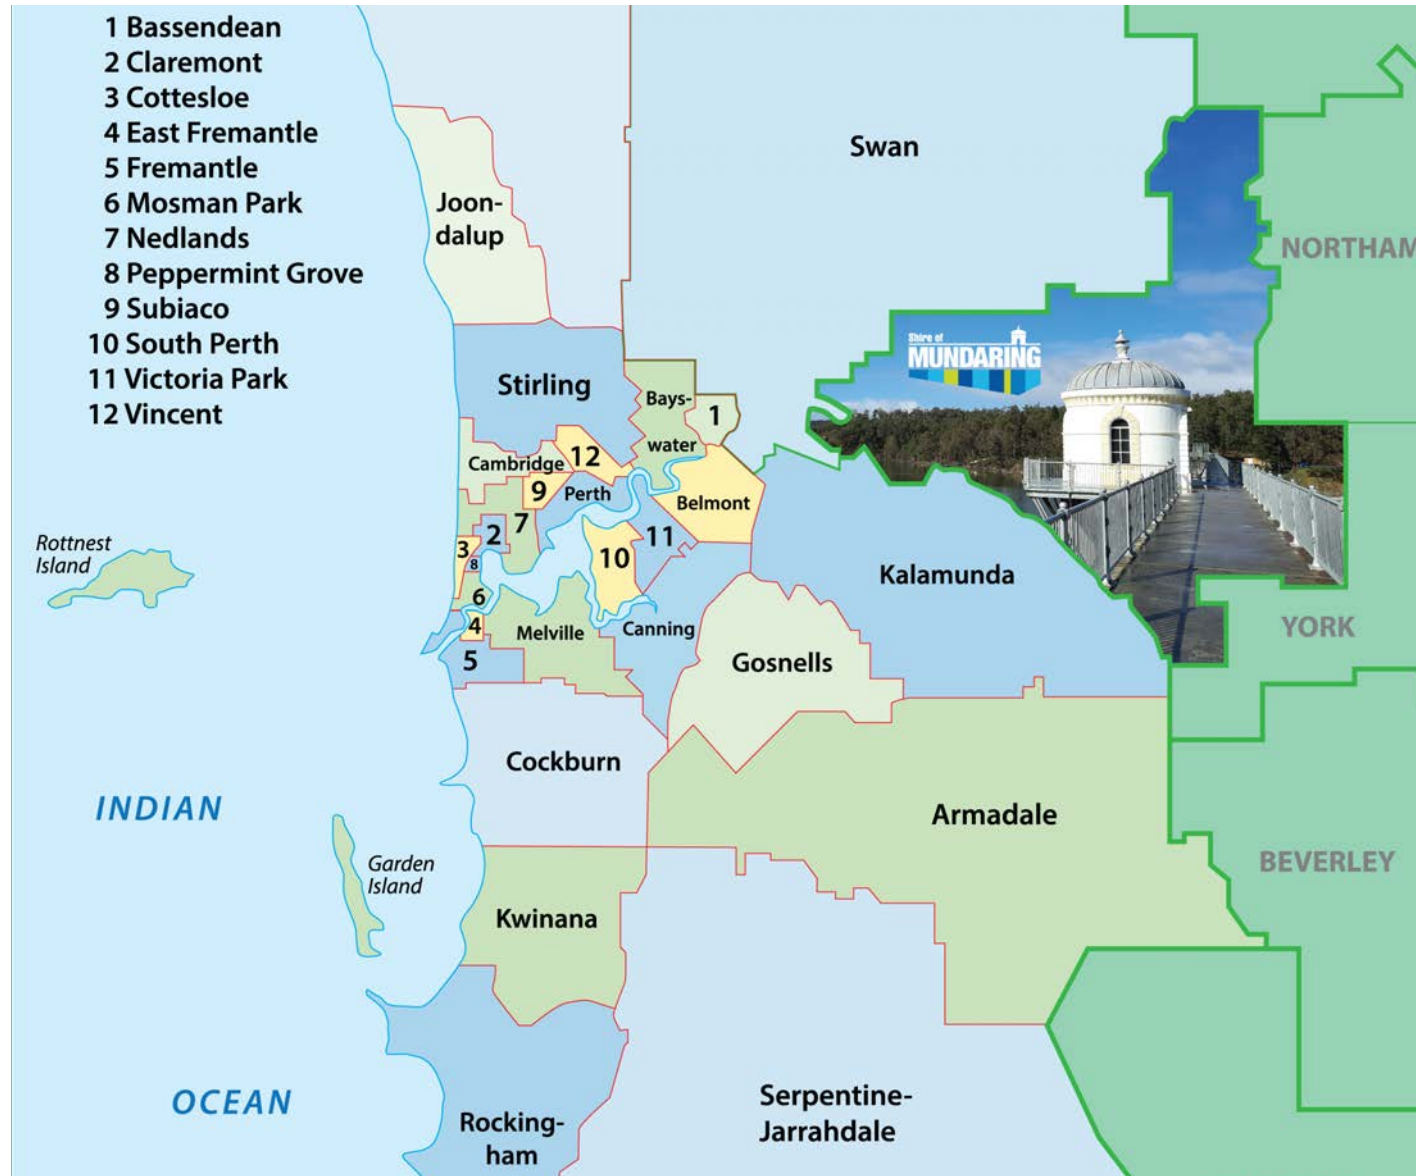 1 Bassendean
2 Claremont
3 Cottesloe
4 East Fremantle
5 Fremantle
6 Mosman Park
7 Nedlands
8 Peppermint Grove
9 Subiaco
10 South Perth
11 Victoria Park
12 Vincent
Swan
Joon-
dalup
NORTHAM
Shire of
MUNDARING
Stirling
Bays-
water
1
Cambridge
12
9
Perth
Belmont
7
2
11
3
8
10
Rottnest
Island
Kalamunda
6
4
Melville
Canning
YORK
5
Gosnells
Cockburn
INDIAN
Armadale
Garden
Island
BEVERLEY
Kwinana
OCEAN
Serpentine-
Jarrahdale
Rocking-
ham